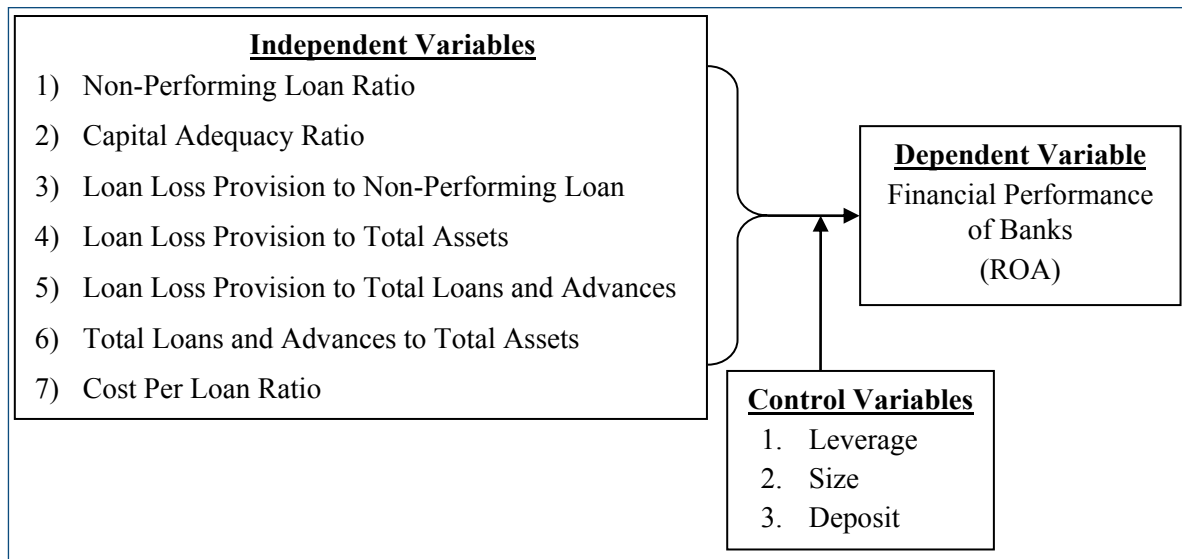 Independent Variables
1) Non-Performing Loan Ratio
2) Capital Adequacy Ratio
3) Loan Loss Provision to Non-Performing Loan
4) Loan Loss Provision to Total Assets
5) Loan Loss Provision to Total Loans and Advances
6) Total Loans and Advances to Total Assets
7) Cost Per Loan Ratio
Dependent Variable
Financial Performance
of Banks
(ROA)
Control Variables
1. Leverage
2. Size
3. Deposit